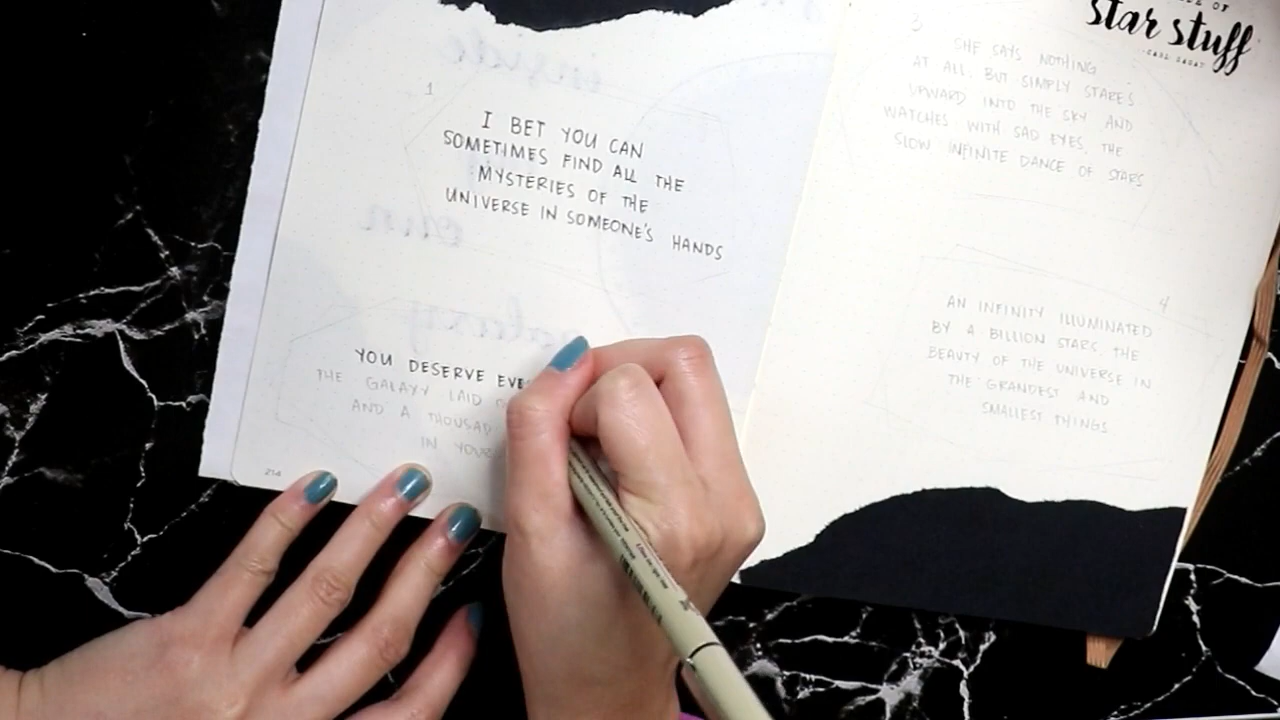 1
I BET YOU CAN
SOMETIMES FIND ALL THE
MYSTERIES OF THE
UNIVERSE IN SOMEONE'S HANDS
YOU DESERVE EVE
THE GALAXY LAID
AND A THOUSAD
IN YOUR
214
star stuff
3
SHE SAYS NOTHING
AT ALL, BUT SIMPLY STARES
UPWARD INTO THE SKY AND
WATCHES WITH SAD EYES, THE
SLOW INFINITE DANCE OF STARS
4
AN INFINITY ILLUMINATED
BY A BILLION STARS, THE
BEAUTY OF THE UNIVERSE IN
THE GRANDEST AND
SMALLEST THINGS